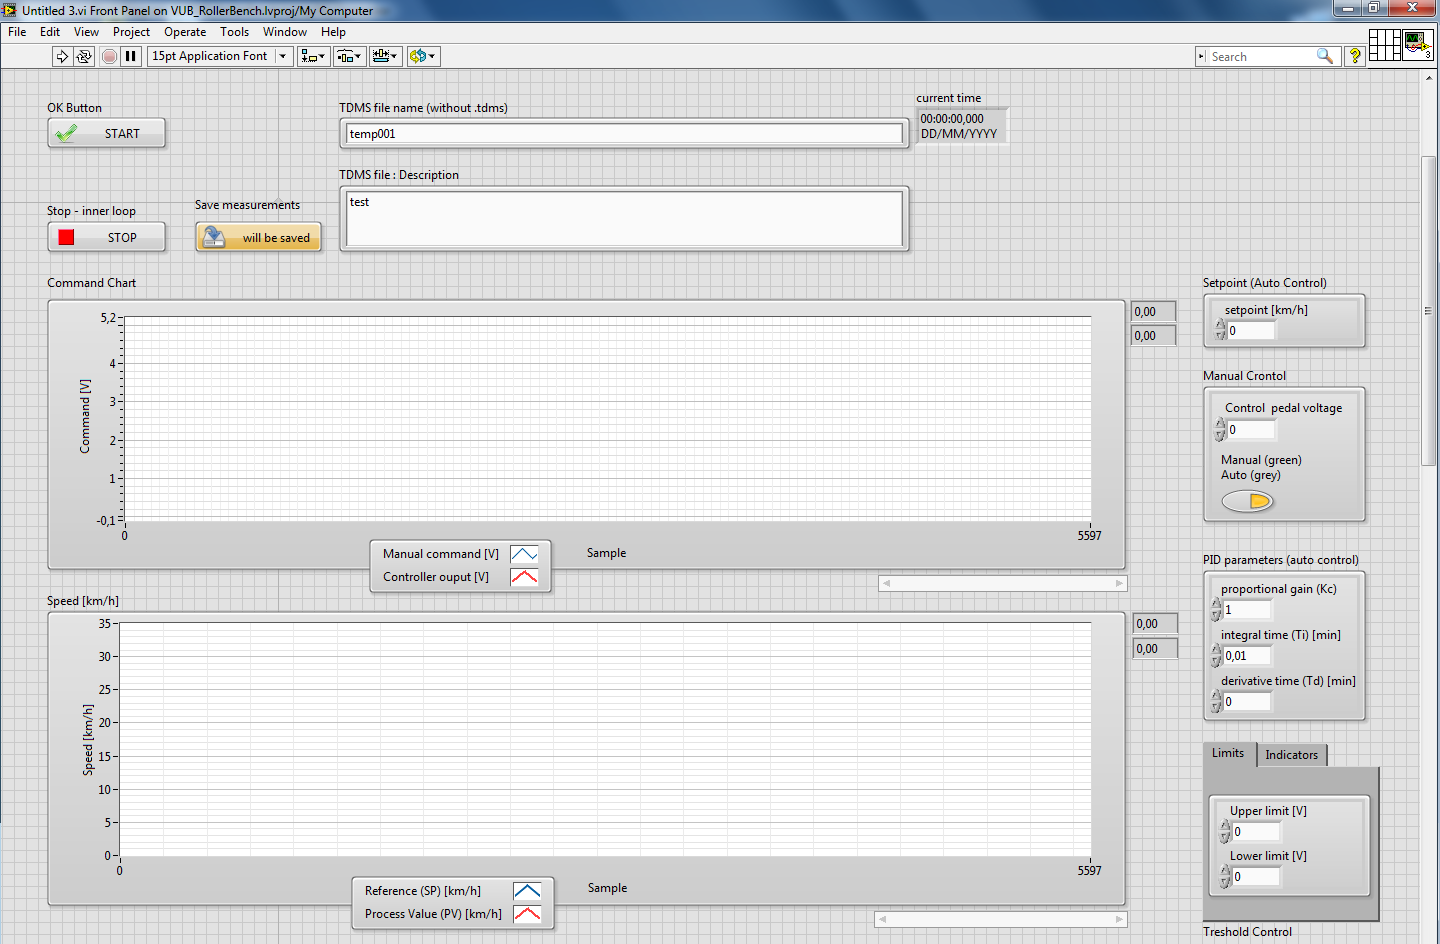 Untitled 3.vi Front Panel on VUB_RollerBench.lvproj/My Computer
File Edit View Project Operate Tools Window Help
15pt Application Font
Search
?
3
OK Button
START
TDMS file name (without .tdms)
temp001
current time
00:00:00,000
DD/MM/YYYY
TDMS file : Description
test
Stop - inner loop
STOP
Save measurements
will be saved
Command Chart
5,2
4
3
2
1
-0,1
Command [V]
0
5597
Sample
Manual command [V]
Controller ouput [V]
0,00
0,00
Setpoint (Auto Control)
setpoint [km/h]
0
Manual Crontol
Control pedal voltage
0
Manual (green)
Auto (grey)
Speed [km/h]
35
30
25
20
15
10
5
0
Speed [km/h]
0
5597
Sample
Reference (SP) [km/h]
Process Value (PV) [km/h]
0,00
0,00
PID parameters (auto control)
proportional gain (Kc)
1
integral time (Ti) [min]
0,01
derivative time (Td) [min]
0
Limits
Indicators
Upper limit [V]
0
Lower limit [V]
0
Treshold Control